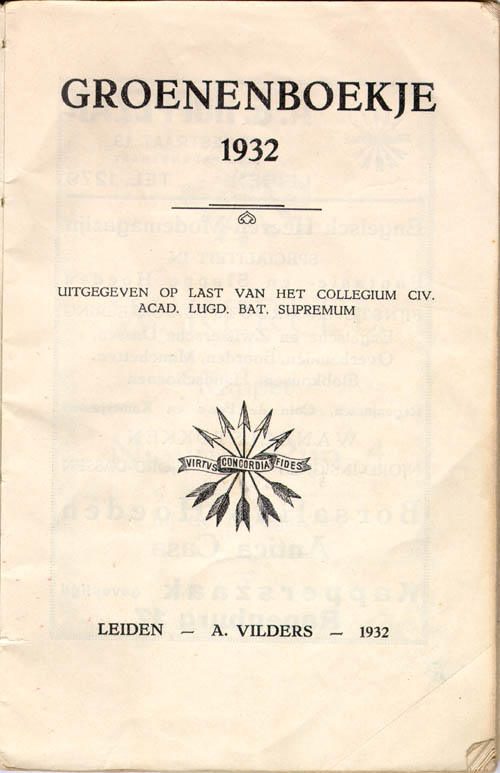 GROENENBOEKJE
1932
UITGEGEVEN OP LAST VAN HET COLLEGIUM CIV.
ACAD. LUGD. BAT. SUPREMUM
VIRTVS CONCORDIA FIDES
LEIDEN — A. VILDERS — 1932